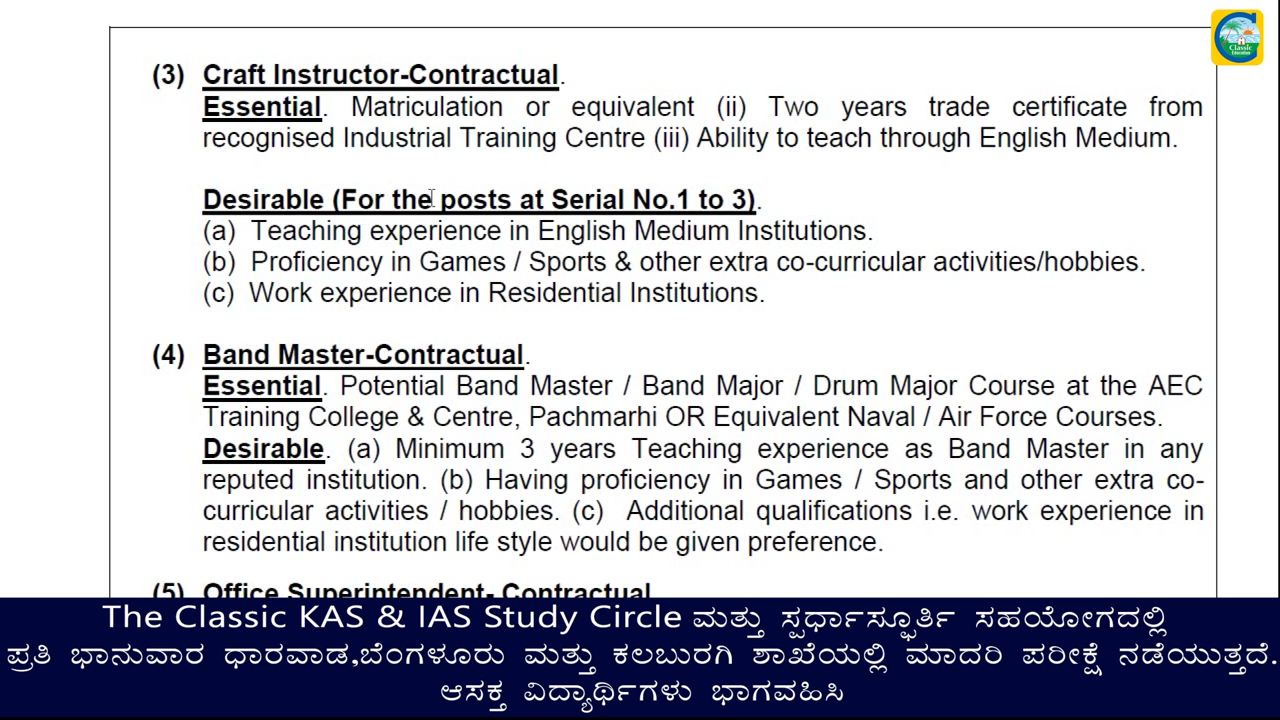 (3) Craft Instructor-Contractual.
Essential. Matriculation or equivalent (ii) Two years trade certificate from
recognised Industrial Training Centre (iii) Ability to teach through English Medium.
Desirable (For the posts at Serial No.1 to 3).
(a) Teaching experience in English Medium Institutions.
(b) Proficiency in Games / Sports & other extra co-curricular activities/hobbies.
(c) Work experience in Residential Institutions.
(4) Band Master-Contractual.
Essential. Potential Band Master / Band Major / Drum Major Course at the AEC
Training College & Centre, Pachmarhi OR Equivalent Naval / Air Force Courses.
Desirable. (a) Minimum 3 years Teaching experience as Band Master in any
reputed institution. (b) Having proficiency in Games / Sports and other extra co-
curricular activities / hobbies. (c) Additional qualifications i.e. work experience in
residential institution life style would be given preference.
(5) Office Superintendent- Contractual
The Classic KAS & IAS Study Circle ಮತ್ತು ಸ್ಪರ್ಧಾಸ್ಫೂರ್ತಿ ಸಹಯೋಗದಲ್ಲಿ
ಪ್ರತಿ ಭಾನುವಾರ ಧಾರವಾಡ,ಬೆಂಗಳೂರು ಮತ್ತು ಕಲಬುರಗಿ ಶಾಖೆಯಲ್ಲಿ ಮಾದರಿ ಪರೀಕ್ಷೆ ನಡೆಯುತ್ತದೆ.
ಆಸಕ್ತ ವಿದ್ಯಾರ್ಥಿಗಳು ಭಾಗವಹಿಸಿ
Classic
Education